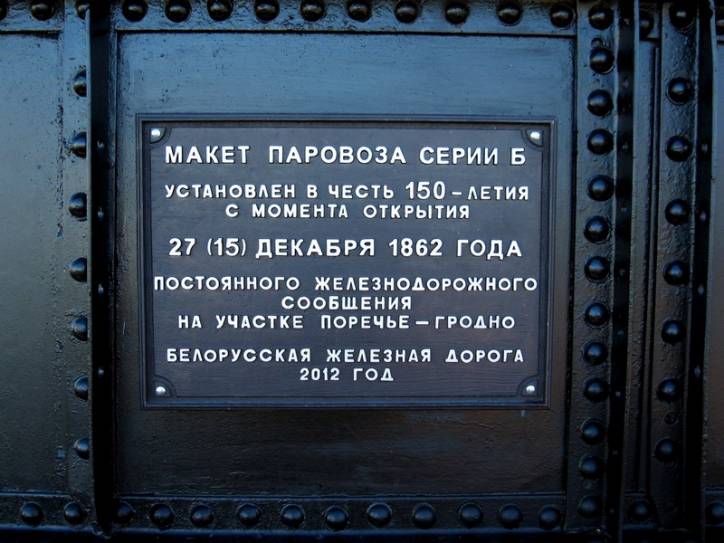 МАКЕТ ПАРОВОЗА СЕРИИ Б
УСТАНОВЛЕН В ЧЕСТЬ 150-ЛЕТИЯ
С МОМЕНТА ОТКРЫТИЯ
27 (15) ДЕКАБРЯ 1862 ГОДА
ПОСТОЯННОГО ЖЕЛЕЗНОДОРОЖНОГО
СООБЩЕНИЯ
НА УЧАСТКЕ ПОРЕЧЬЕ – ГРОДНО
БЕЛОРУССКАЯ ЖЕЛЕЗНАЯ ДОРОГА
2012 ГОД